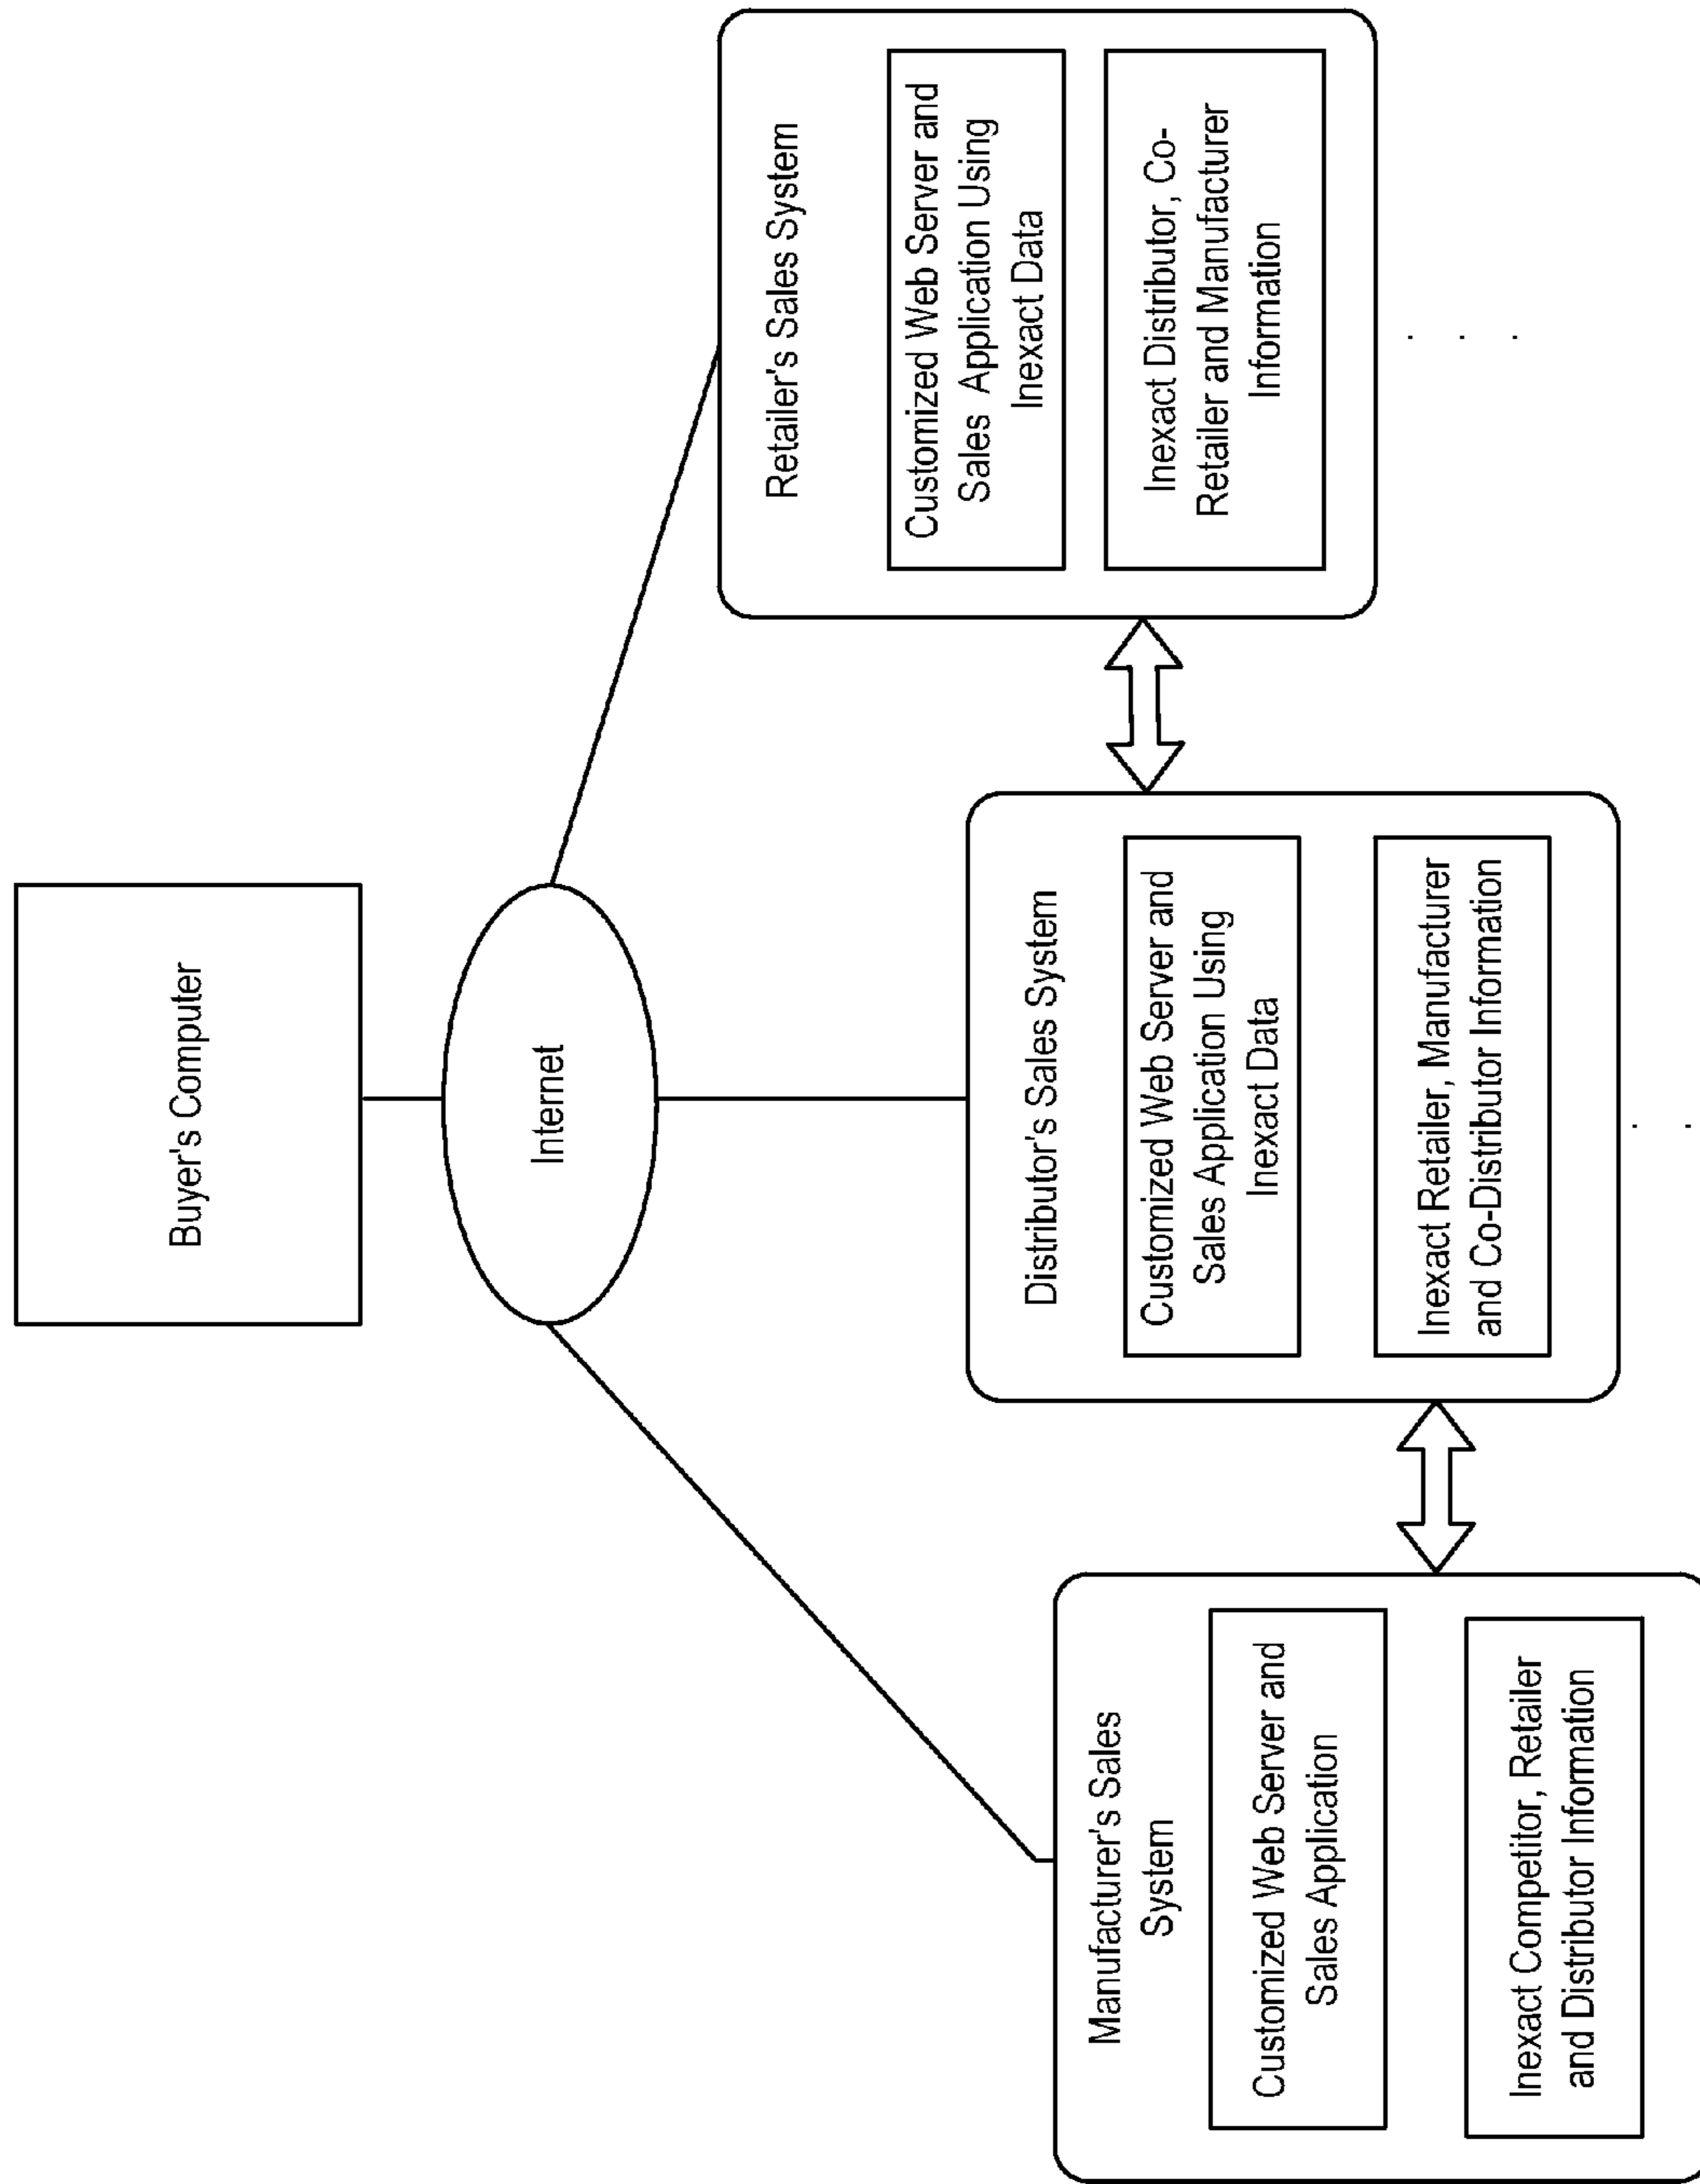 Buyer's Computer
Internet
Manufacturer's Sales
System
Customized Web Server and
Sales Application
Inexact Competitor, Retailer
and Distributor Information
Distributor's Sales System
Customized Web Server and
Sales Application Using
Inexact Data
Inexact Retailer, Manufacturer
and Co-Distributor Information
Retailer's Sales System
Customized Web Server and
Sales Application Using
Inexact Data
Inexact Distributor, Co-
Retailer and Manufacturer
Information